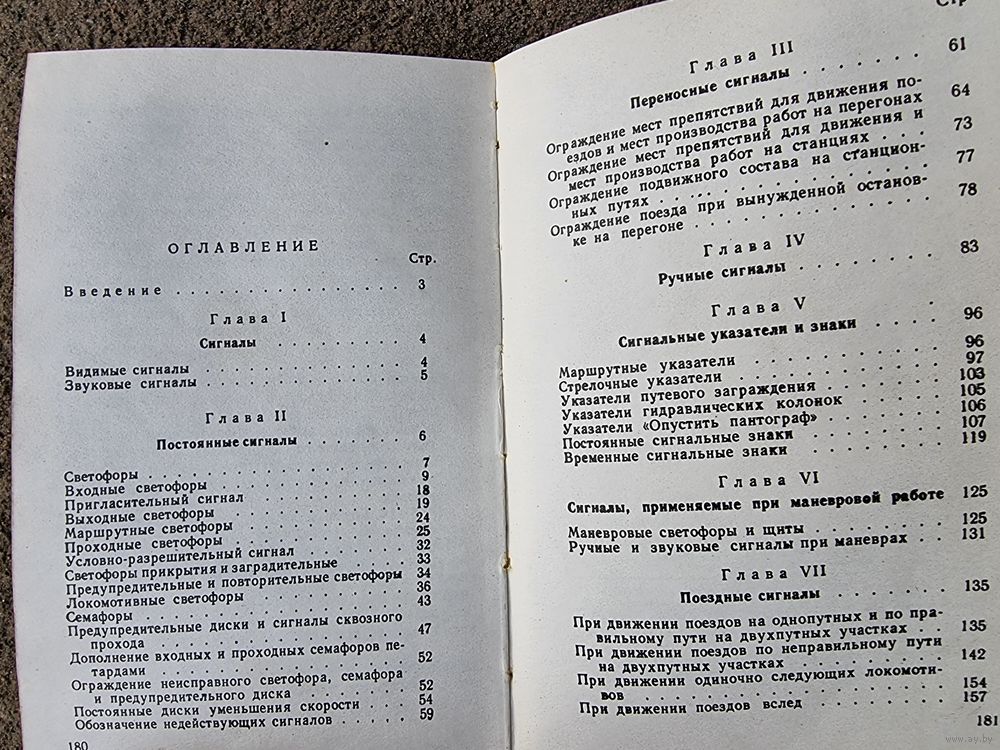 ОГЛАВЛЕНИЕ
Стр.
Введение . . . . . . . . . . . . . . . 3
Глава I
Сигналы . . . . . . . . . 4
Видимые сигналы . . . . . . . . . . . . . 4
Звуковые сигналы . . . . . . . . . . . . . 5
Глава II
Постоянные сигналы . . . . . . . 6
Светофоры . . . . . . . . . . . . . . . 7
Входные светофоры . . . . . . . . . . . . 9
Пригласительный сигнал . . . . . . . . . . 18
Выходные светофоры . . . . . . . . . . . 19
Маршрутные светофоры . . . . . . . . . . 24
Проходные светофоры . . . . . . . . . . . 25
Условно-разрешительный сигнал . . . . . . . 32
Светофоры прикрытия и заградительные . . . . 33
Предупредительные и повторительные светофоры 34
Локомотивные светофоры . . . . . . . . . . 36
Семафоры . . . . . . . . . . . . . . . 43
Предупредительные диски и сигналы сквозного
прохода . . . . . . . . . . . . . . . 47
Дополнение входных и проходных семафоров пе-
тардами . . . . . . . . . . . . . . . 52
Ограждение неисправного светофора, семафора
и предупредительного диска . . . . . . . . 52
Постоянные диски уменьшения скорости . . . . 54
Обозначение недействующих сигналов . . . . . 59
180
Стр
Глава III
Переносные сигналы . . . . . . . 61
Ограждение мест препятствий для движения по-
ездов и мест производства работ на перегонах 64
Ограждение мест препятствий для движения и
мест производства работ на станциях . . . 73
Ограждение подвижного состава на станцион-
ных путях . . . . . . . . . . . . . . 77
Ограждение поезда при вынужденной останов-
ке на перегоне . . . . . . . . . . . . 78
Глава IV
Ручные сигналы . . . . . . . . 83
Глава V
Сигнальные указатели и знаки . . . . 96
Маршрутные указатели . . . . . . . . . . 96
Стрелочные указатели . . . . . . . . . . 97
Указатели путевого заграждения . . . . . . 103
Указатели гидравлических колонок . . . . . 105
Указатели «Опустить пантограф» . . . . . . 106
Постоянные сигнальные знаки . . . . . . . 107
Временные сигнальные знаки . . . . . . . 119
Глава VI
Сигналы, применяемые при маневровой работе 125
Маневровые светофоры и щиты . . . . . . . 125
Ручные и звуковые сигналы при маневрах . . 131
Глава VII
Поездные сигналы . . . . . . . 135
При движении поездов на однопутных и по пра-
вильному пути на двухпутных участках . . 135
При движении поездов по неправильному пути
на двухпутных участках . . . . . . . . 142
При движении одиночно следующих локомоти-
вов . . . . . . . . . . . . . . . . 154
При движении поездов вслед . . . . . . . 157
181
www.ay.by